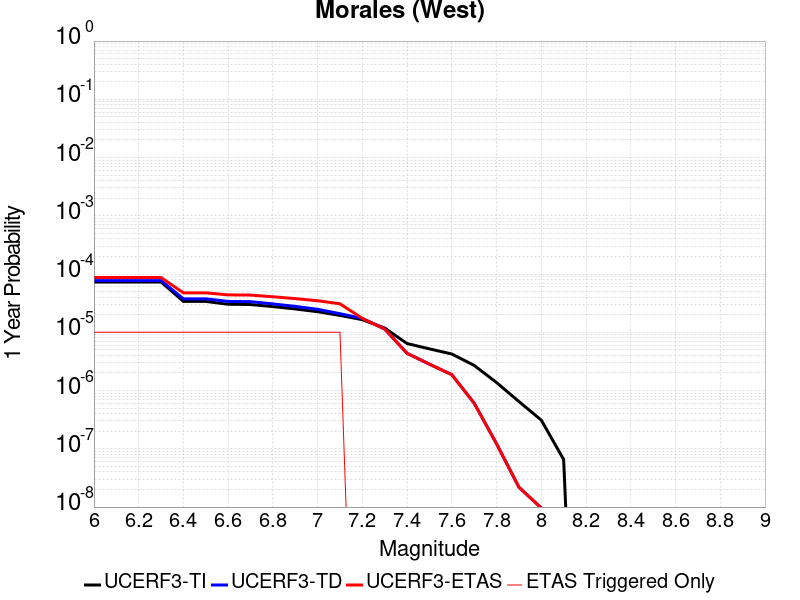 Morales (West)
10^0
10^-1
10^-2
10^-3
10^-4
10^-5
10^-6
10^-7
10^-8
1 Year Probability
6 6.2 6.4 6.6 6.8 7 7.2 7.4 7.6 7.8 8 8.2 8.4 8.6 8.8 9
Magnitude
UCERF3-TI UCERF3-TD UCERF3-ETAS ETAS Triggered Only